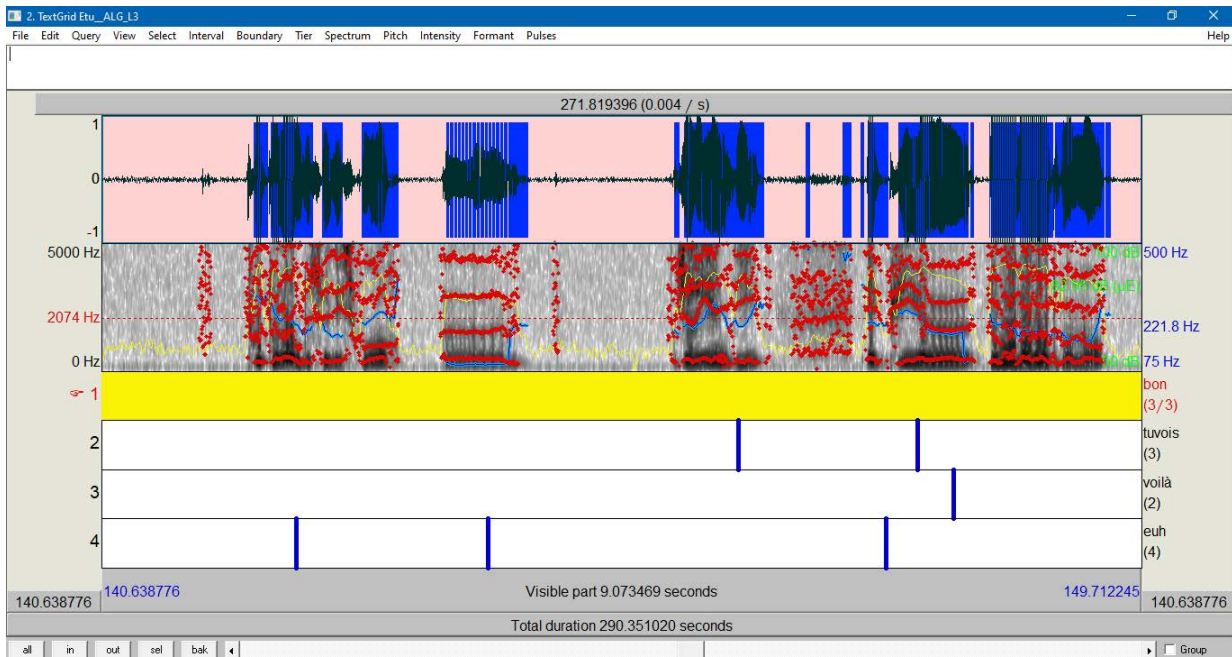 2. TextGrid Etu__ALG_L3
File Edit Query View Select Interval Boundary Tier Spectrum Pitch Intensity Formant Pulses Help
271.819396 (0.004 / s)
1
0
-1
5000 Hz
500 Hz
2074 Hz
221.8 Hz
0 Hz
75 Hz
1
bon
(3/3)
2
tuvois
(3)
3
voilà
(2)
4
euh
(4)
140.638776
140.638776
Visible part 9.073469 seconds
149.712245
140.638776
Total duration 290.351020 seconds
all in out sel bak
Group